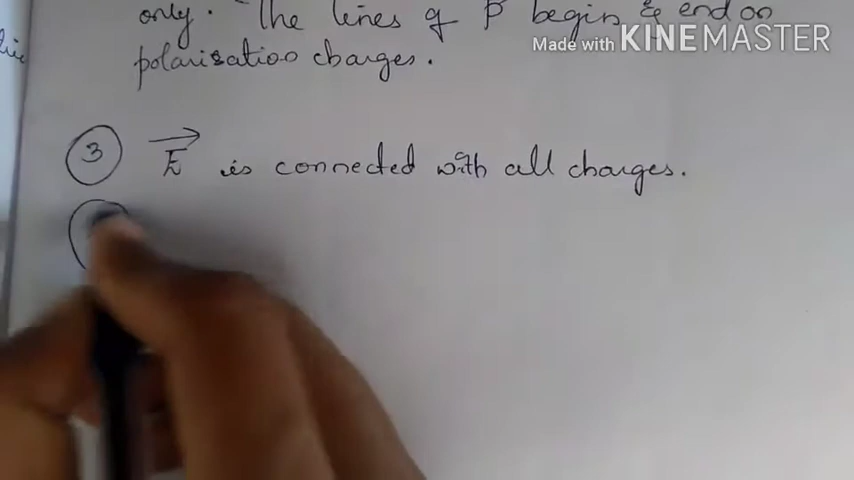 only. The lines of P begin & end on
polarisation charges.
Made with KINEMASTER
3 E is connected with all charges.